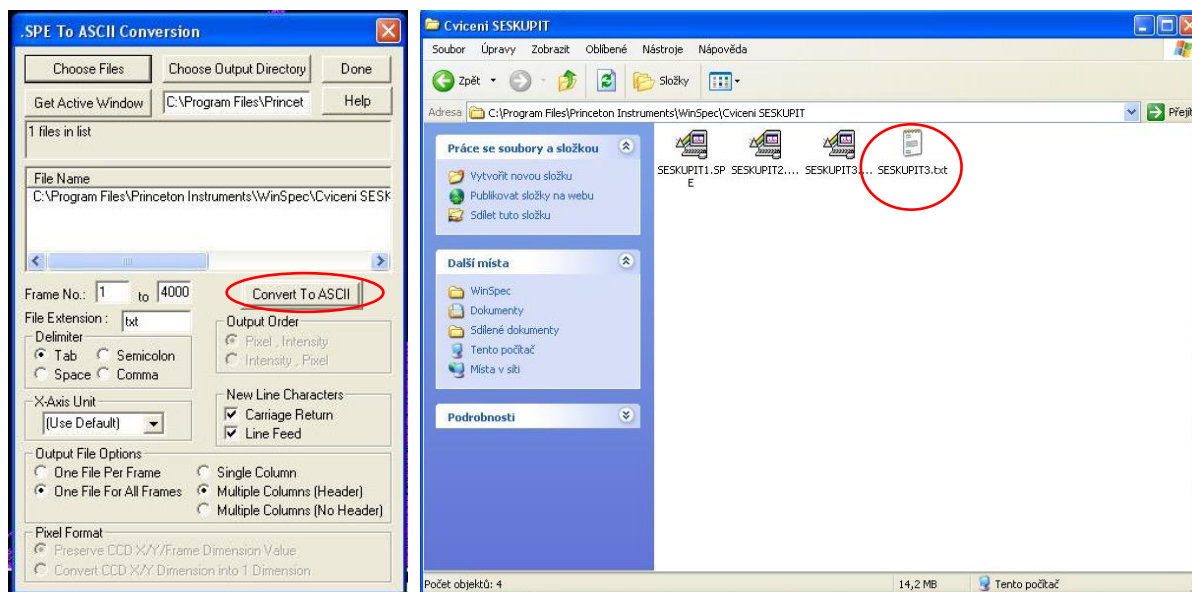 .SPE To ASCII Conversion
Choose Files
Choose Output Directory
Done
Get Active Window
C:\Program Files\Princet
Help
1 files in list
File Name
C:\Program Files\Princeton Instruments\WinSpec\Cviceni SESK
Frame No.: 1 to 4000
Convert To ASCII
File Extension : txt
Output Order
Pixel , Intensity
Intensity , Pixel
Delimiter
Tab
Semicolon
Space
Comma
X-Axis Unit
(Use Default)
New Line Characters
Carriage Return
Line Feed
Output File Options
One File Per Frame
One File For All Frames
Single Column
Multiple Columns (Header)
Multiple Columns (No Header)
Pixel Format
Preserve CCD X/Y/Frame Dimension Value
Convert CCD X/Y Dimension into 1 Dimension
Cviceni SESKUPIT
Soubor Úpravy Zobrazit Oblíbené Nástroje Nápověda
Zpět
Složky
Adresa C:\Program Files\Princeton Instruments\WinSpec\Cviceni SESKUPIT
Přejít
Práce se soubory a složkou
Vytvořit novou složku
Publikovat složky na webu
Sdílet tuto složku
Další místa
WinSpec
Dokumenty
Sdílené dokumenty
Tento počítač
Místa v síti
Podrobnosti
SESKUPIT1.SP
E
SESKUPIT2....
SESKUPIT3....
SESKUPIT3.txt
Počet objektů: 4
14,2 MB
Tento počítač